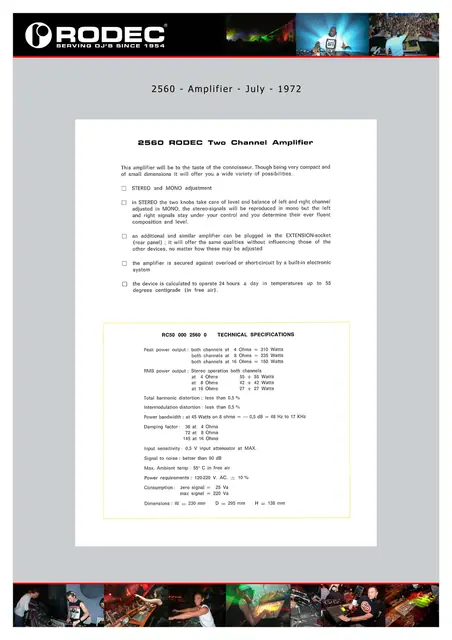 RODEC
SERVING DJ'S SINCE 1954
2560 - Amplifier - July - 1972
2560 RODEC Two Channel Amplifier
This amplifier will be to the taste of the connoisseur. Though being very compact and
of small dimensions it will offer you a wide variety of possibilities.
STEREO and MONO adjustment
in STEREO the two knobs take care of level and balance of left and right channel
adjusted in MONO, the stereo-signals will be reproduced in mono but the left
and right signals stay under your control and you determine their ever fluent
composition and level.
an additional and similar amplifier can be plugged in the EXTENSION-socket
(rear panel) ; it will offer the same qualities without influencing those of the
other devices, no matter how these may be adjusted
the amplifier is secured against overload or short-circuit by a built-in electronic
system
the device is calculated to operate 24 hours a day in temperatures up to 55
degrees centigrade (in free air).
RC50 000 2560 0 TECHNICAL SPECIFICATIONS
Peak power output : both channels at 4 Ohms = 310 Watts
both channels at 8 Ohms = 235 Watts
both channels at 16 Ohms = 150 Watts
RMS power output : Stereo operation both channels
at 4 Ohms 55 + 55 Watts
at 8 Ohms 42 + 42 Watts
at 16 Ohms 27 + 27 Watts
Total harmonic distortion : less than 0,5 %
Intermodulation distortion : less than 0,5 %
Power bandwidth : at 45 Watts on 8 ohms = — 0,5 dB = 48 Hz to 17 KHz
Damping factor : 36 at 4 Ohms
72 at 8 Ohms
145 at 16 Ohms
Input sensitivity : 0,5 V input attenuator at MAX.
Signal to noise : better than 90 dB
Max. Ambient temp : 55° C in free air
Power requirements : 120-220 V. AC. ± 10 %
Consumption : zero signal = 25 Va
max signal = 220 Va
Dimensions : W = 230 mm D = 265 mm H = 136 mm